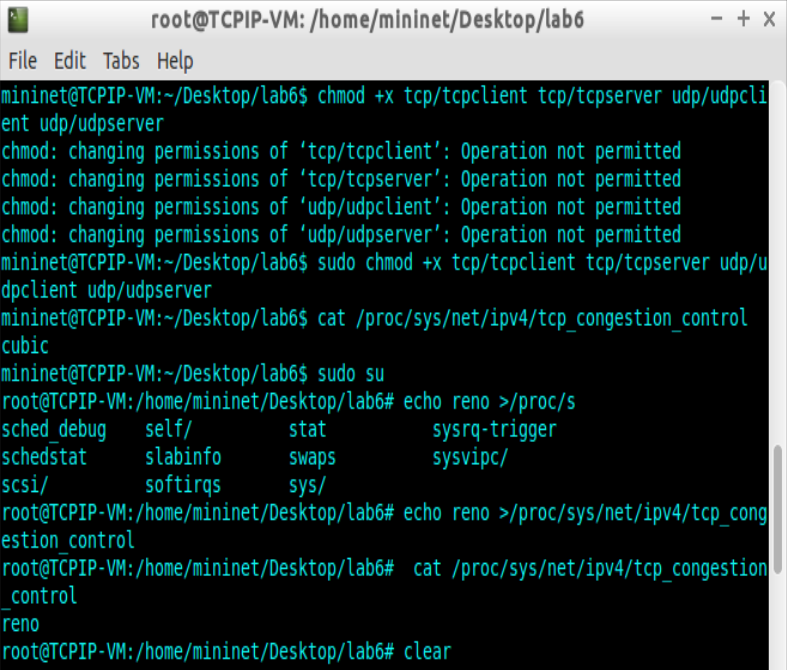 root@TCPIP-VM: /home/mininet/Desktop/lab6
File Edit Tabs Help
mininet@TCPIP-VM:~/Desktop/lab6$ chmod +x tcp/tcpclient tcp/tcpserver udp/udpcli
ent udp/udpserver
chmod: changing permissions of ‘tcp/tcpclient’: Operation not permitted
chmod: changing permissions of ‘tcp/tcpserver’: Operation not permitted
chmod: changing permissions of ‘udp/udpclient’: Operation not permitted
chmod: changing permissions of ‘udp/udpserver’: Operation not permitted
mininet@TCPIP-VM:~/Desktop/lab6$ sudo chmod +x tcp/tcpclient tcp/tcpserver udp/u
dpclient udp/udpserver
mininet@TCPIP-VM:~/Desktop/lab6$ cat /proc/sys/net/ipv4/tcp_congestion_control
cubic
mininet@TCPIP-VM:~/Desktop/lab6$ sudo su
root@TCPIP-VM:/home/mininet/Desktop/lab6# echo reno >/proc/s
sched_debug self/ stat sysrq-trigger
schedstat slabinfo swaps sysvipc/
scsi/ softirqs sys/
root@TCPIP-VM:/home/mininet/Desktop/lab6# echo reno >/proc/sys/net/ipv4/tcp_cong
estion_control
root@TCPIP-VM:/home/mininet/Desktop/lab6#  cat /proc/sys/net/ipv4/tcp_congestion
_control
reno
root@TCPIP-VM:/home/mininet/Desktop/lab6# clear